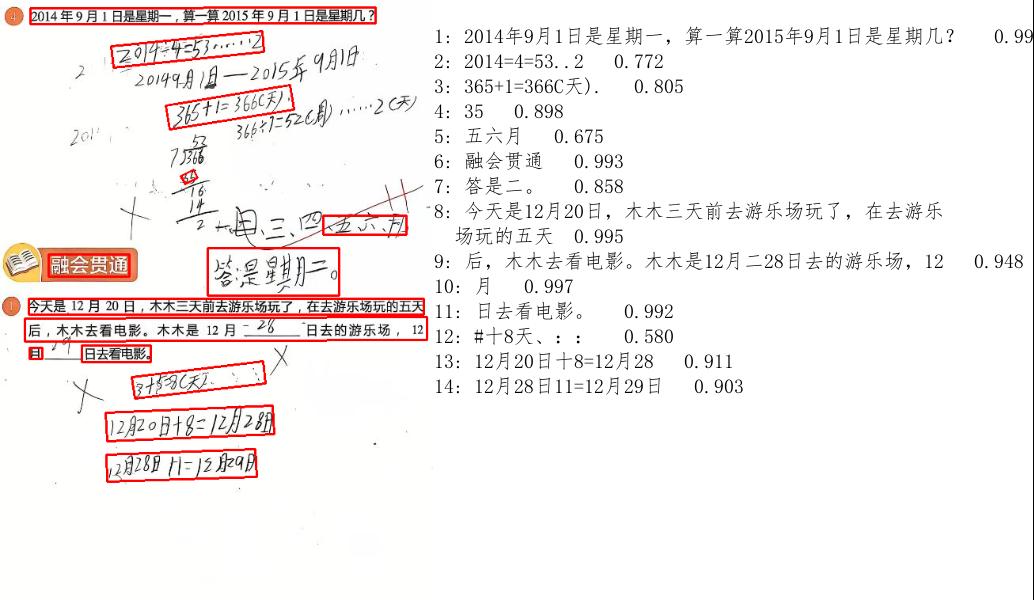 4 2014年9月1日是星期一，算一算2015年9月1日是星期几？
2014÷4=53……2
2
20149月1日—2015年9月1日
365+1=366(天).
366÷7=52(周)……2(天)
201
52
7 366
35
16
14
2
一、二、三、四、五、六、
答:是星期二。
融会贯通
1 今天是 12 月 20 日，木木三天前去游乐场玩了，在去游乐场玩的五天
后，木木去看电影。木木是 12 月 28 日去的游乐场，12
月 29 日去看电影。
3+5=8(天).
12月20日+8=12月28日
12月28日+1=12月29日
1: 2014年9月1日是星期一，算一算2015年9月1日是星期几? 0.99
2: 2014=4=53..2 0.772
3: 365+1=366C天). 0.805
4: 35 0.898
5: 五六月 0.675
6: 融会贯通 0.993
7: 答是二。 0.858
8: 今天是12月20日，木木三天前去游乐场玩了，在去游乐
场玩的五天 0.995
9: 后，木木去看电影。木木是12月二28日去的游乐场，12 0.948
10: 月 0.997
11: 日去看电影。 0.992
12: #十8天、: : 0.580
13: 12月20日十8=12月28 0.911
14: 12月28日11=12月29日 0.903